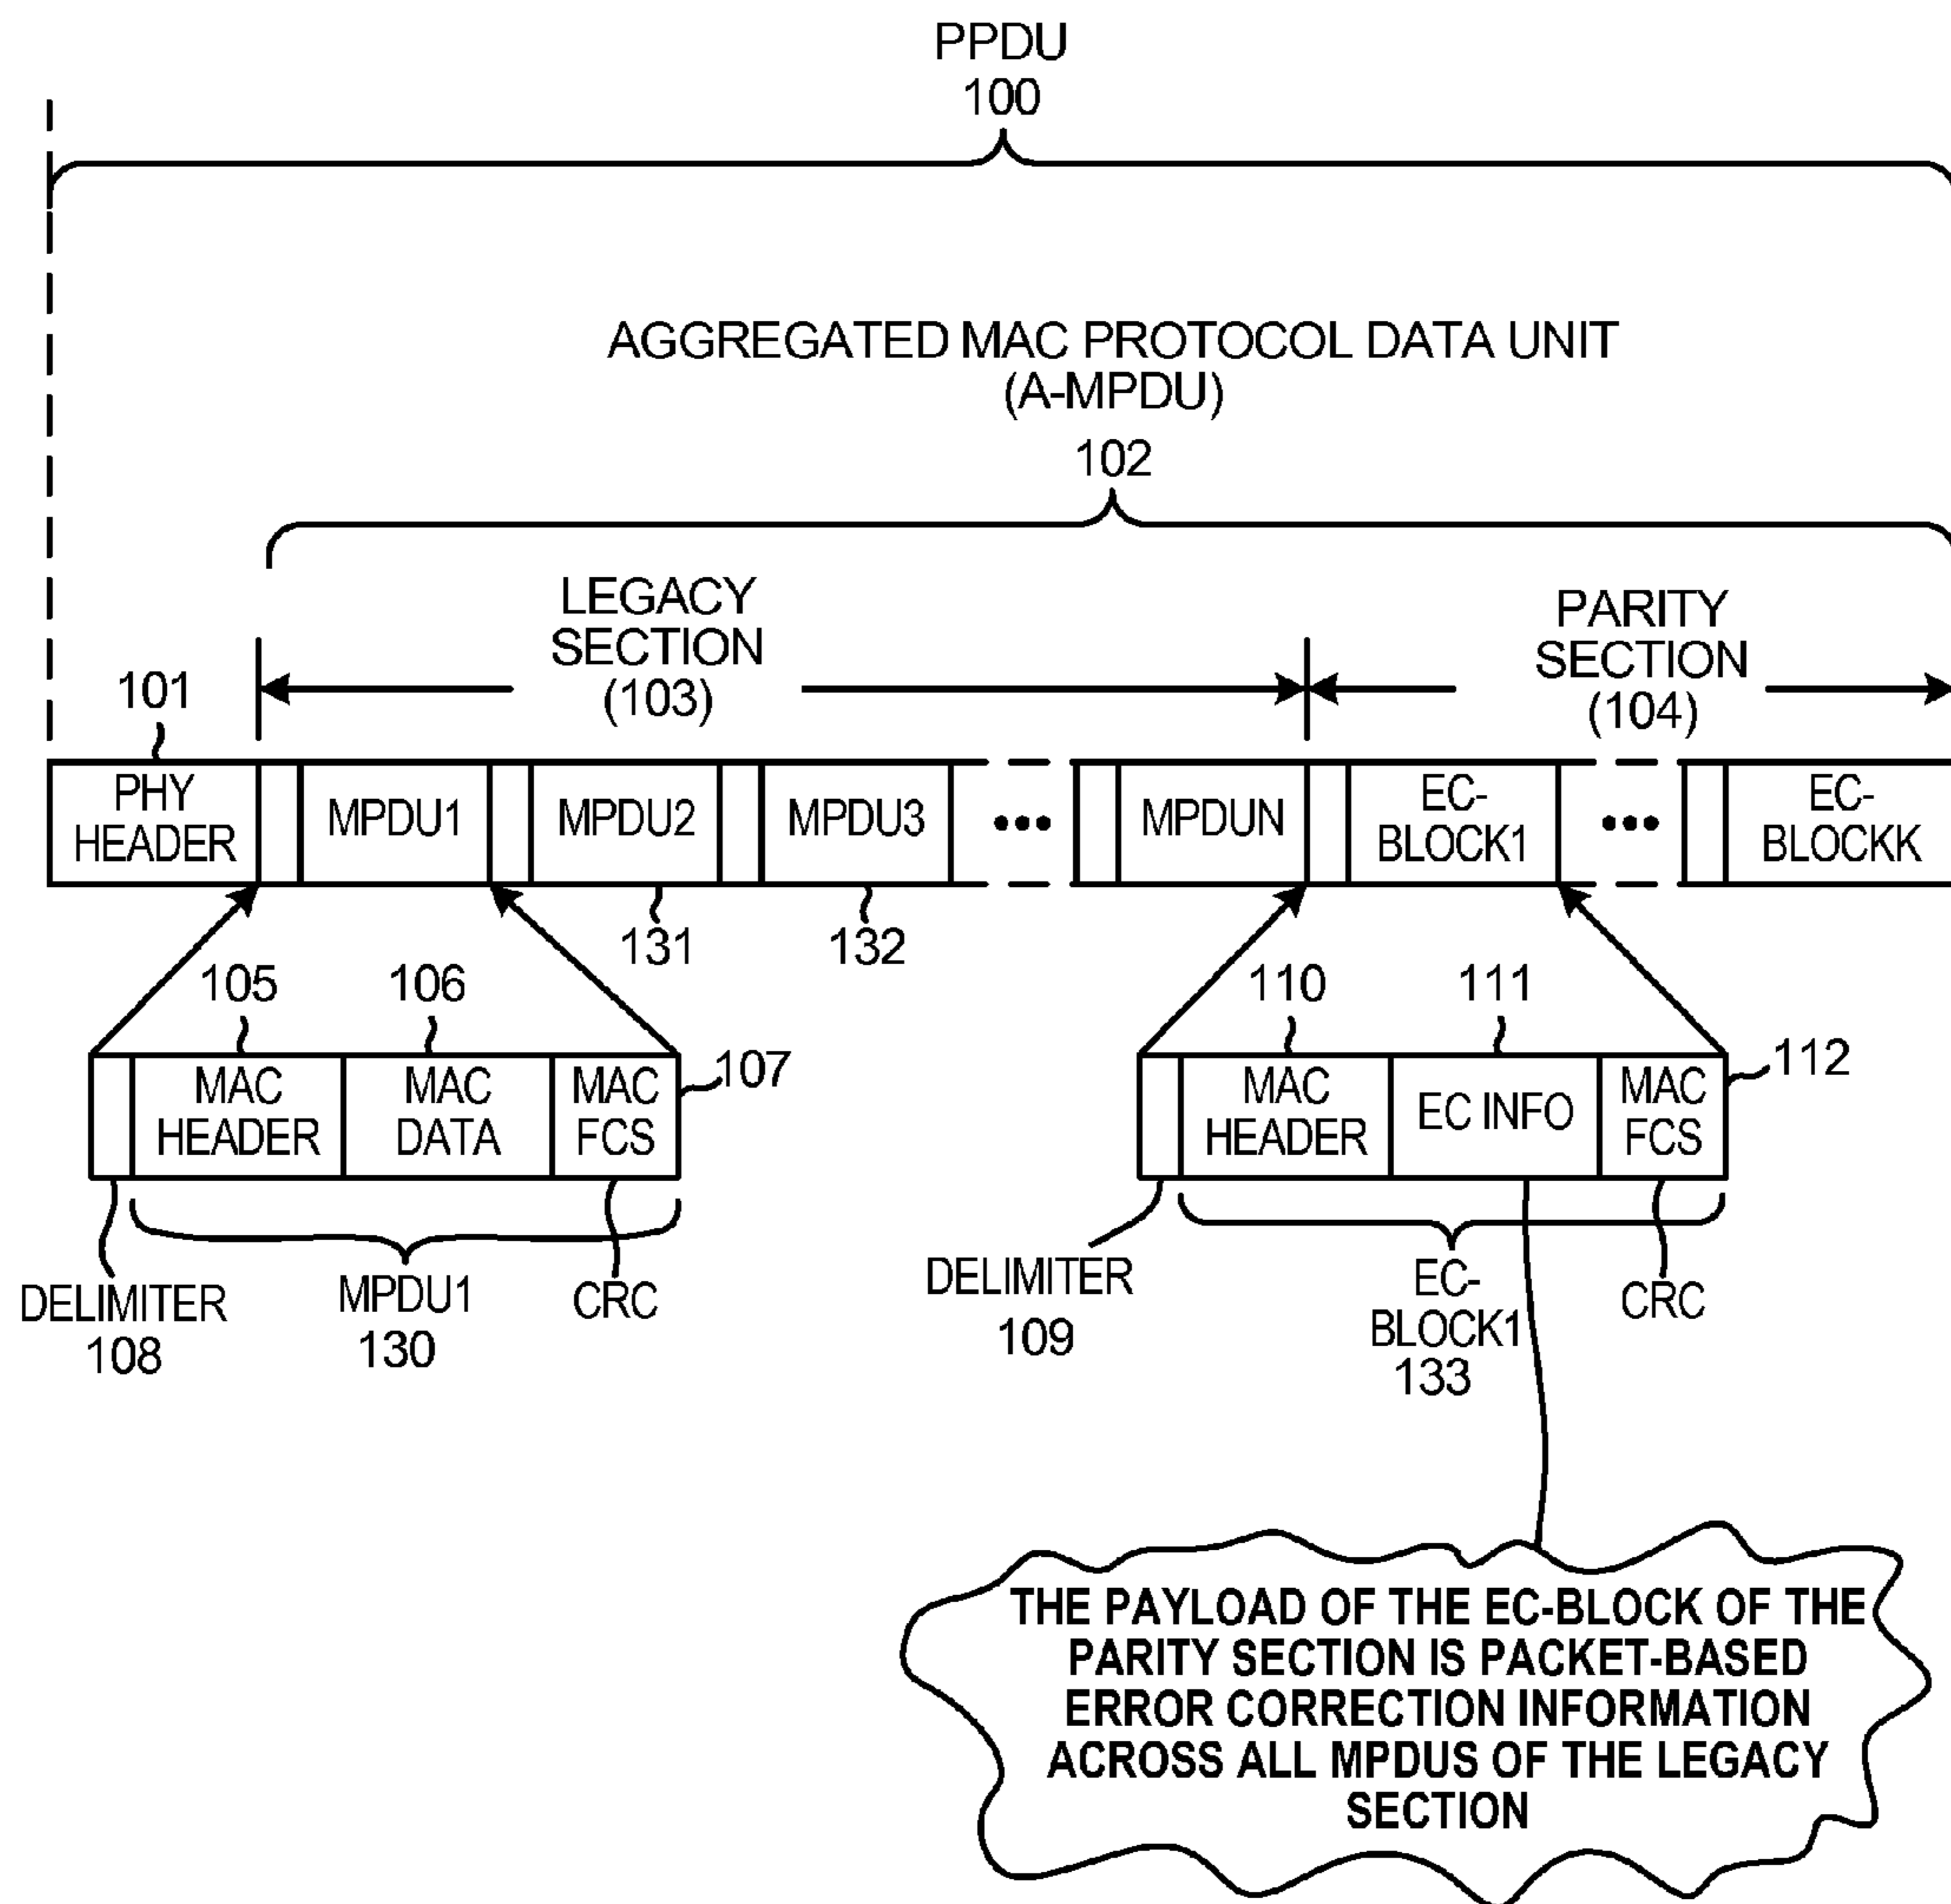 PPDU
100
AGGREGATED MAC PROTOCOL DATA UNIT
(A-MPDU)
102
LEGACY
SECTION
(103)
PARITY
SECTION
(104)
101
PHY
HEADER
MPDU1
MPDU2
MPDU3
•••
MPDUN
EC-
BLOCK1
•••
EC-
BLOCKK
131
132
105
106
110
111
MAC
HEADER
MAC
DATA
MAC
FCS
107
MAC
HEADER
EC INFO
MAC
FCS
112
DELIMITER
108
MPDU1
130
CRC
DELIMITER
109
EC-
BLOCK1
133
CRC
THE PAYLOAD OF THE EC-BLOCK OF THE
PARITY SECTION IS PACKET-BASED
ERROR CORRECTION INFORMATION
ACROSS ALL MPDUS OF THE LEGACY
SECTION